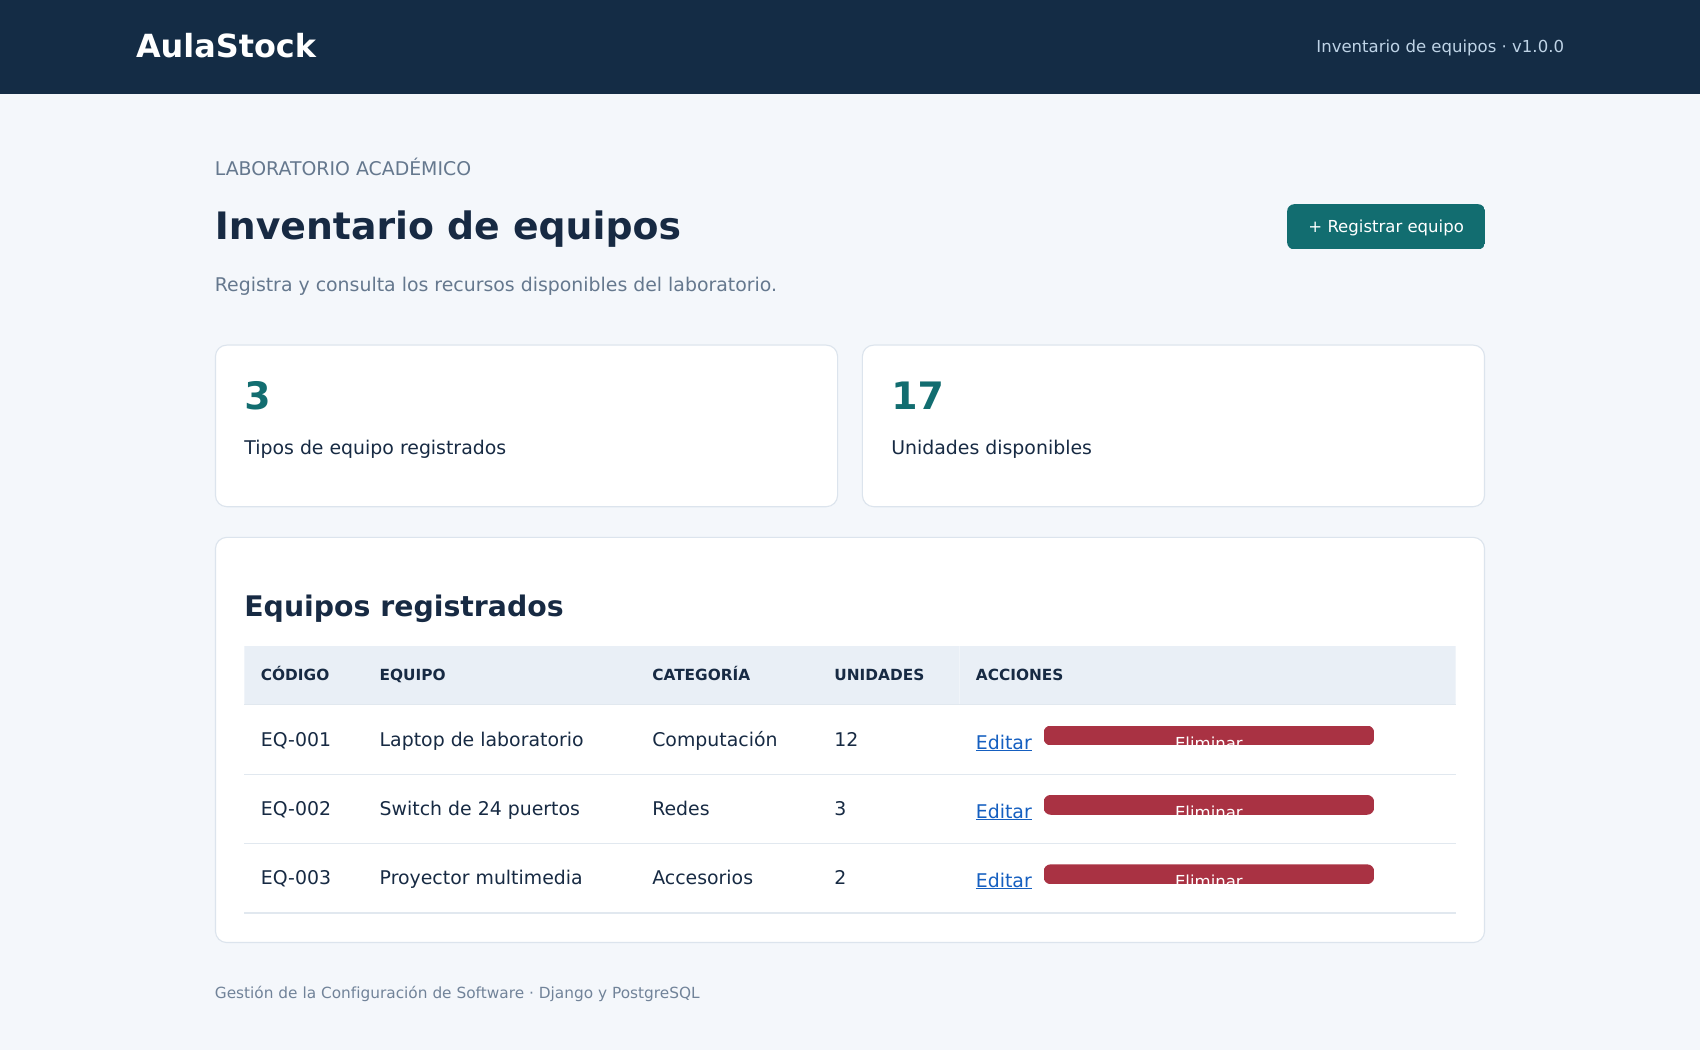 AulaStock
Inventario de equipos · v1.0.0
LABORATORIO ACADÉMICO
Inventario de equipos
+ Registrar equipo
Registra y consulta los recursos disponibles del laboratorio.
3
Tipos de equipo registrados
17
Unidades disponibles
Equipos registrados
CÓDIGO EQUIPO CATEGORÍA UNIDADES ACCIONES
EQ-001 Laptop de laboratorio Computación 12 Editar Eliminar
EQ-002 Switch de 24 puertos Redes 3 Editar Eliminar
EQ-003 Proyector multimedia Accesorios 2 Editar Eliminar
Gestión de la Configuración de Software · Django y PostgreSQL